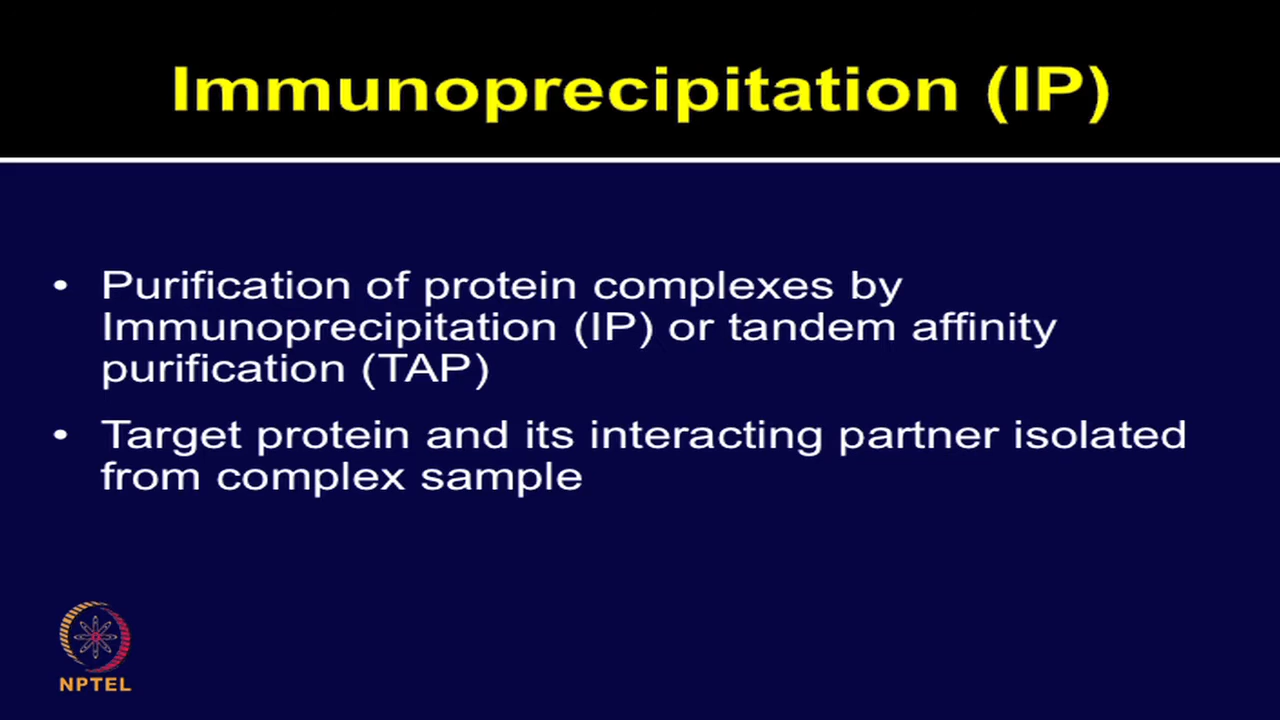 Immunoprecipitation (IP)
• Purification of protein complexes by
Immunoprecipitation (IP) or tandem affinity
purification (TAP)
• Target protein and its interacting partner isolated
from complex sample
NPTEL